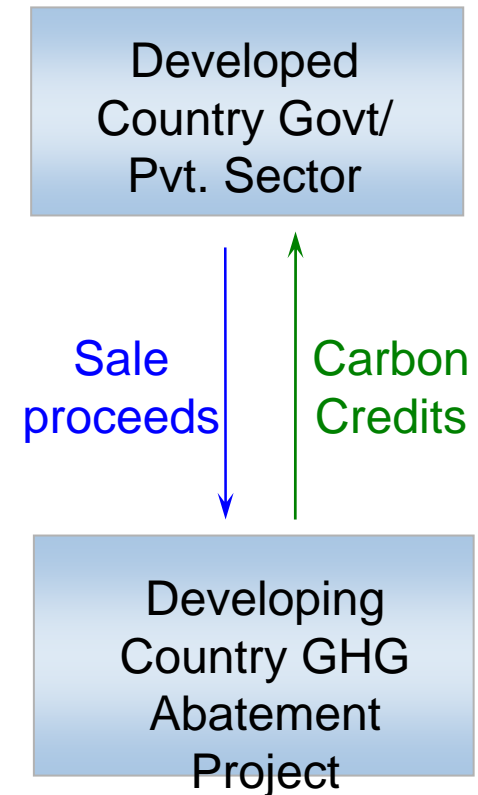 Developed
Country Govt/
Pvt. Sector
Sale
proceeds
Carbon
Credits
Developing
Country GHG
Abatement
Project